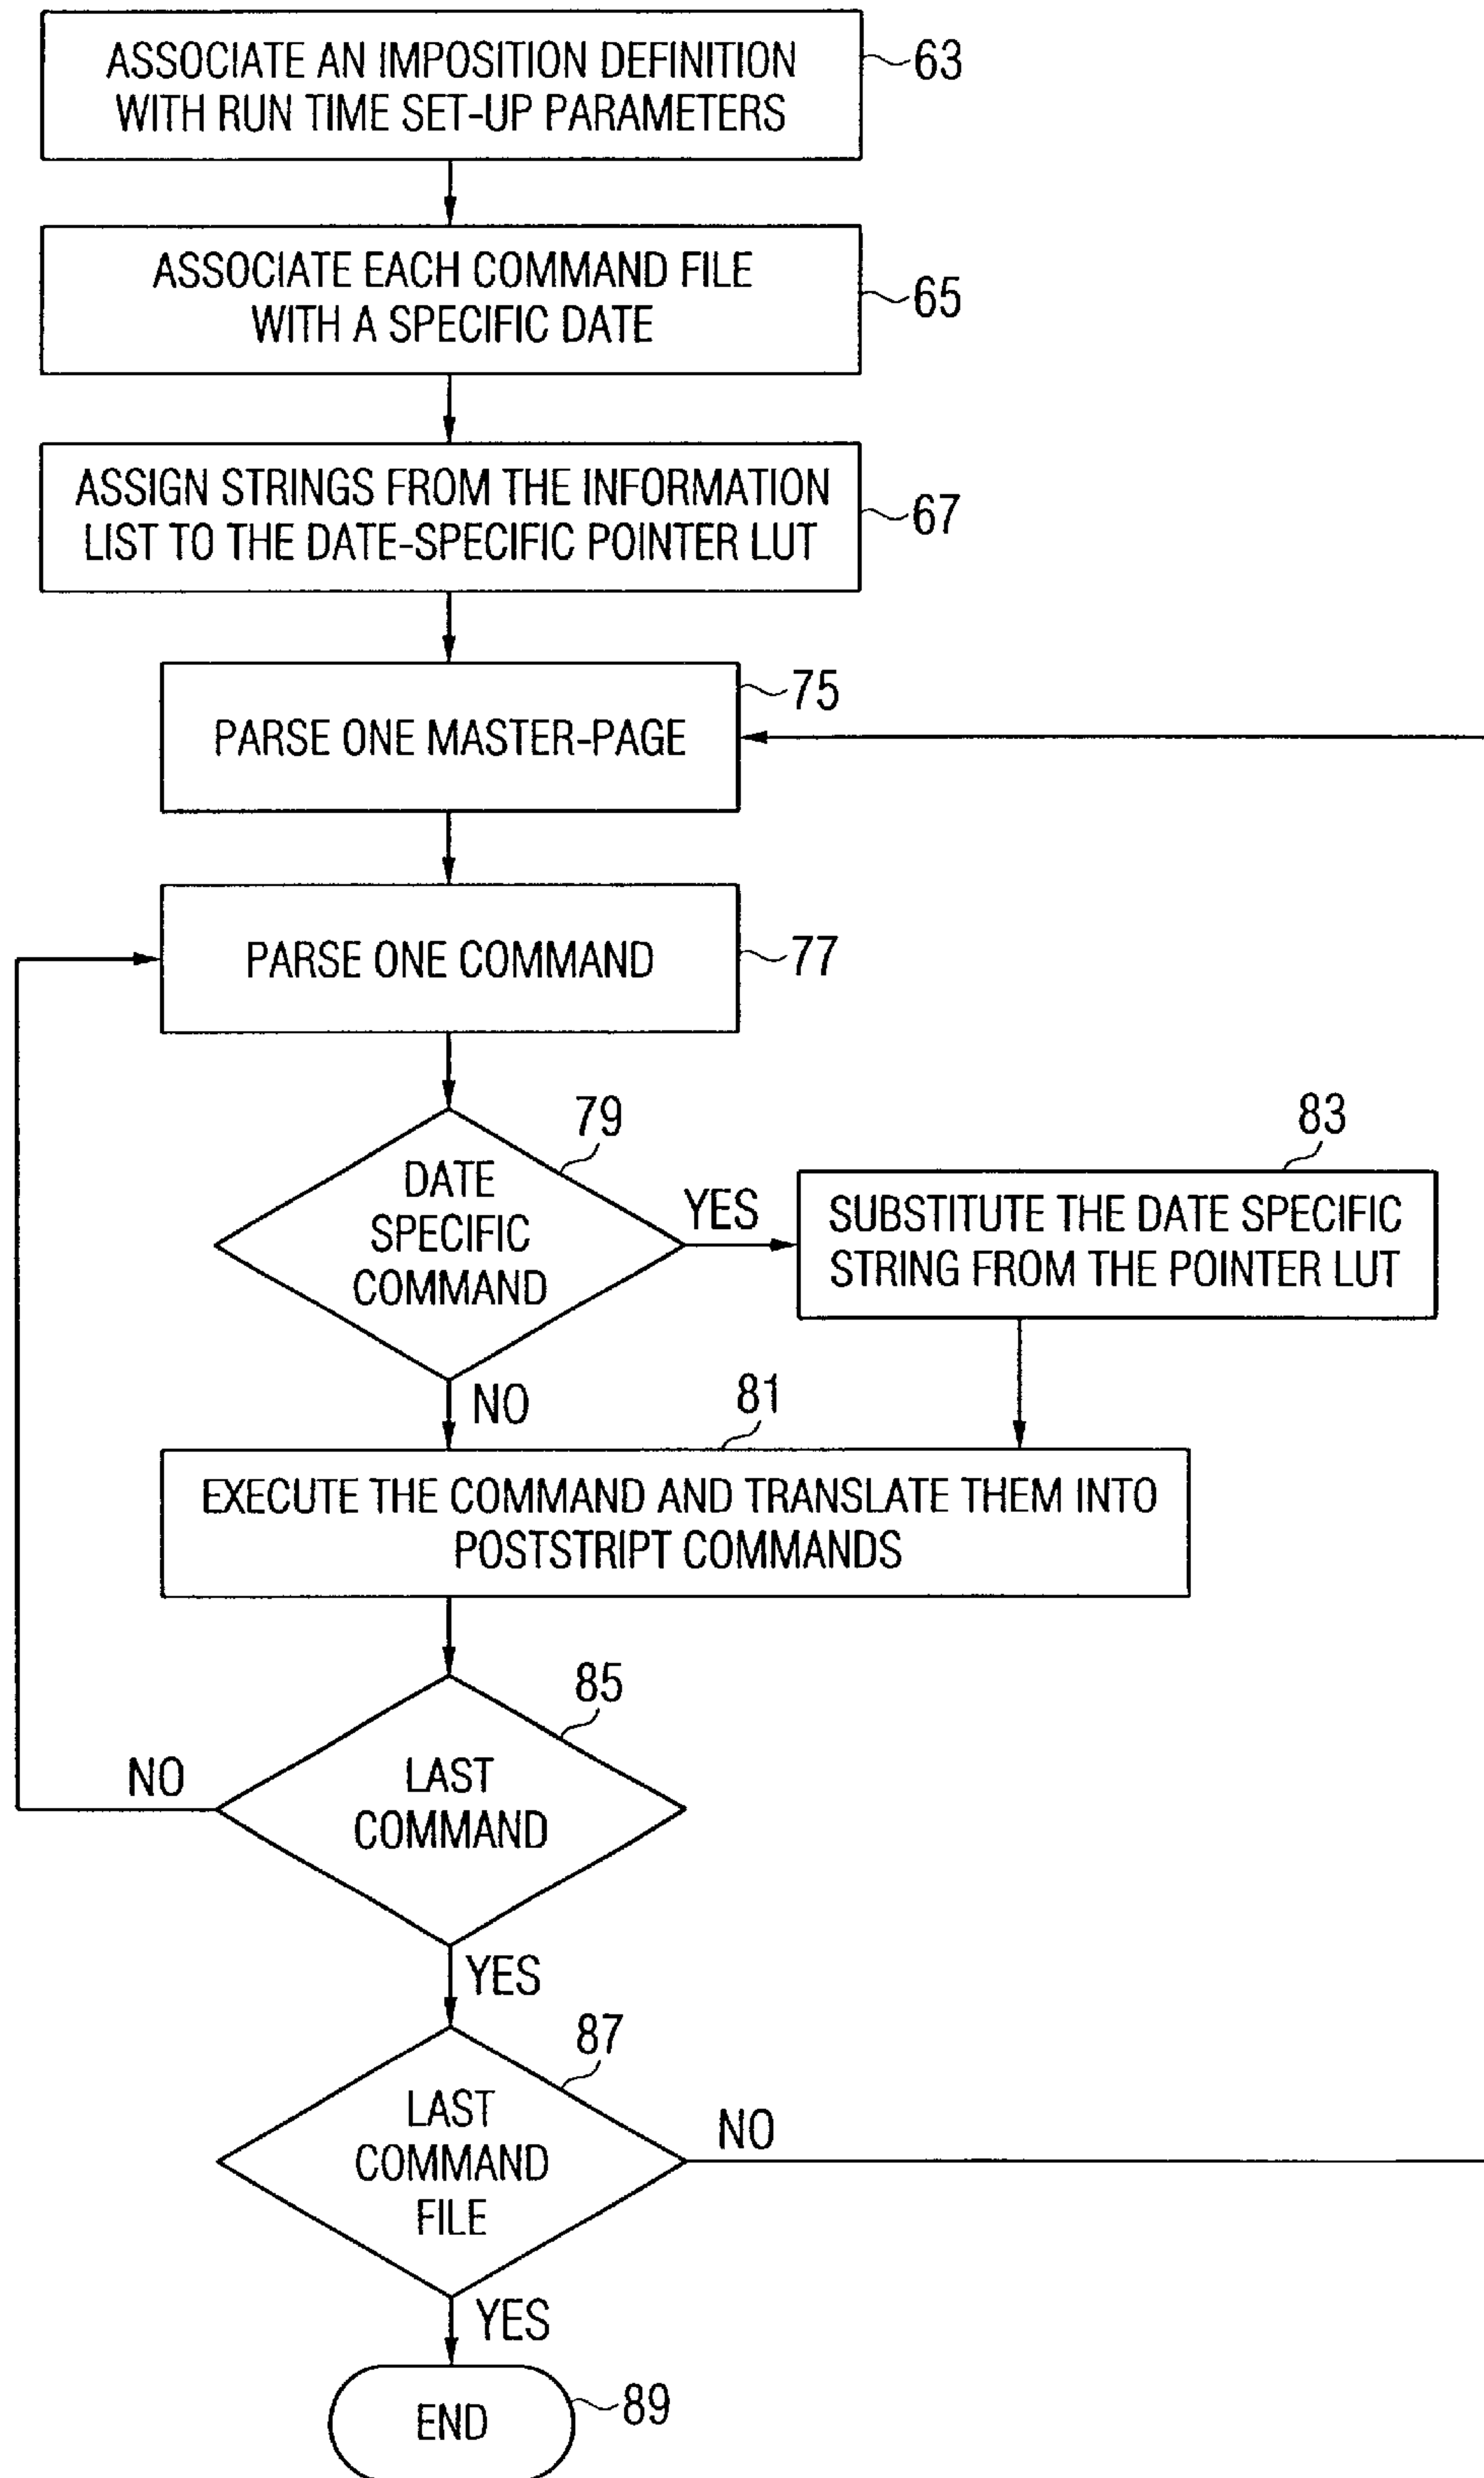 ASSOCIATE AN IMPOSITION DEFINITION
WITH RUN TIME SET-UP PARAMETERS
63
ASSOCIATE EACH COMMAND FILE
WITH A SPECIFIC DATE
65
ASSIGN STRINGS FROM THE INFORMATION
LIST TO THE DATE-SPECIFIC POINTER LUT
67
PARSE ONE MASTER-PAGE
75
PARSE ONE COMMAND
77
DATE
SPECIFIC
COMMAND
79
YES
SUBSTITUTE THE DATE SPECIFIC
STRING FROM THE POINTER LUT
83
NO
EXECUTE THE COMMAND AND TRANSLATE THEM INTO
POSTSTRIPT COMMANDS
81
LAST
COMMAND
85
NO
YES
LAST
COMMAND
FILE
87
NO
YES
END
89